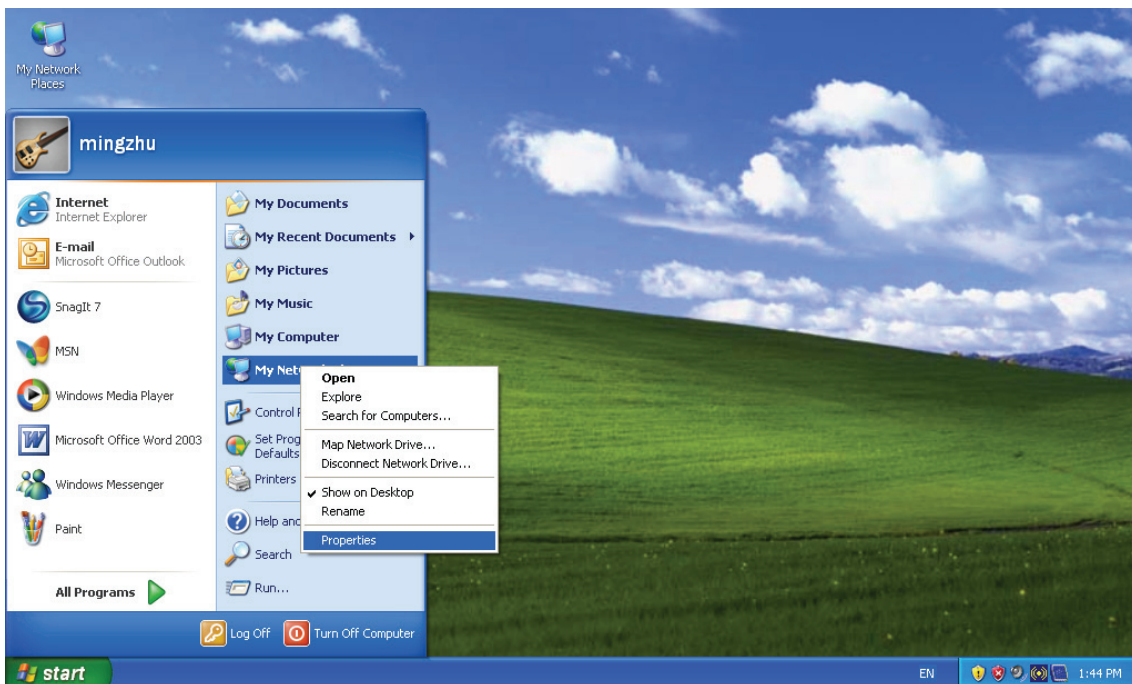 My Network
Places
mingzhu
Internet
Internet Explorer
E-mail
Microsoft Office Outlook
SnagIt 7
MSN
Windows Media Player
Microsoft Office Word 2003
Windows Messenger
Paint
All Programs
My Documents
My Recent Documents
My Pictures
My Music
My Computer
My Net
Control
Set Prog
Defaults
Printers
Help and
Search
Run...
Open
Explore
Search for Computers...
Map Network Drive...
Disconnect Network Drive...
Show on Desktop
Rename
Properties
Log Off
Turn Off Computer
start
EN
1:44 PM